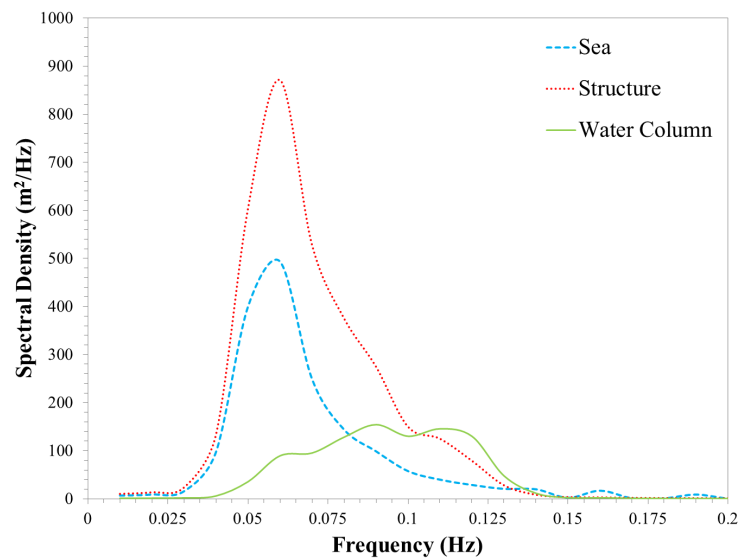 1000
900
800
700
600
500
400
300
200
100
0
Spectral Density (m²/Hz)
Sea
Structure
Water Column
0 0.025 0.05 0.075 0.1 0.125 0.15 0.175 0.2
Frequency (Hz)